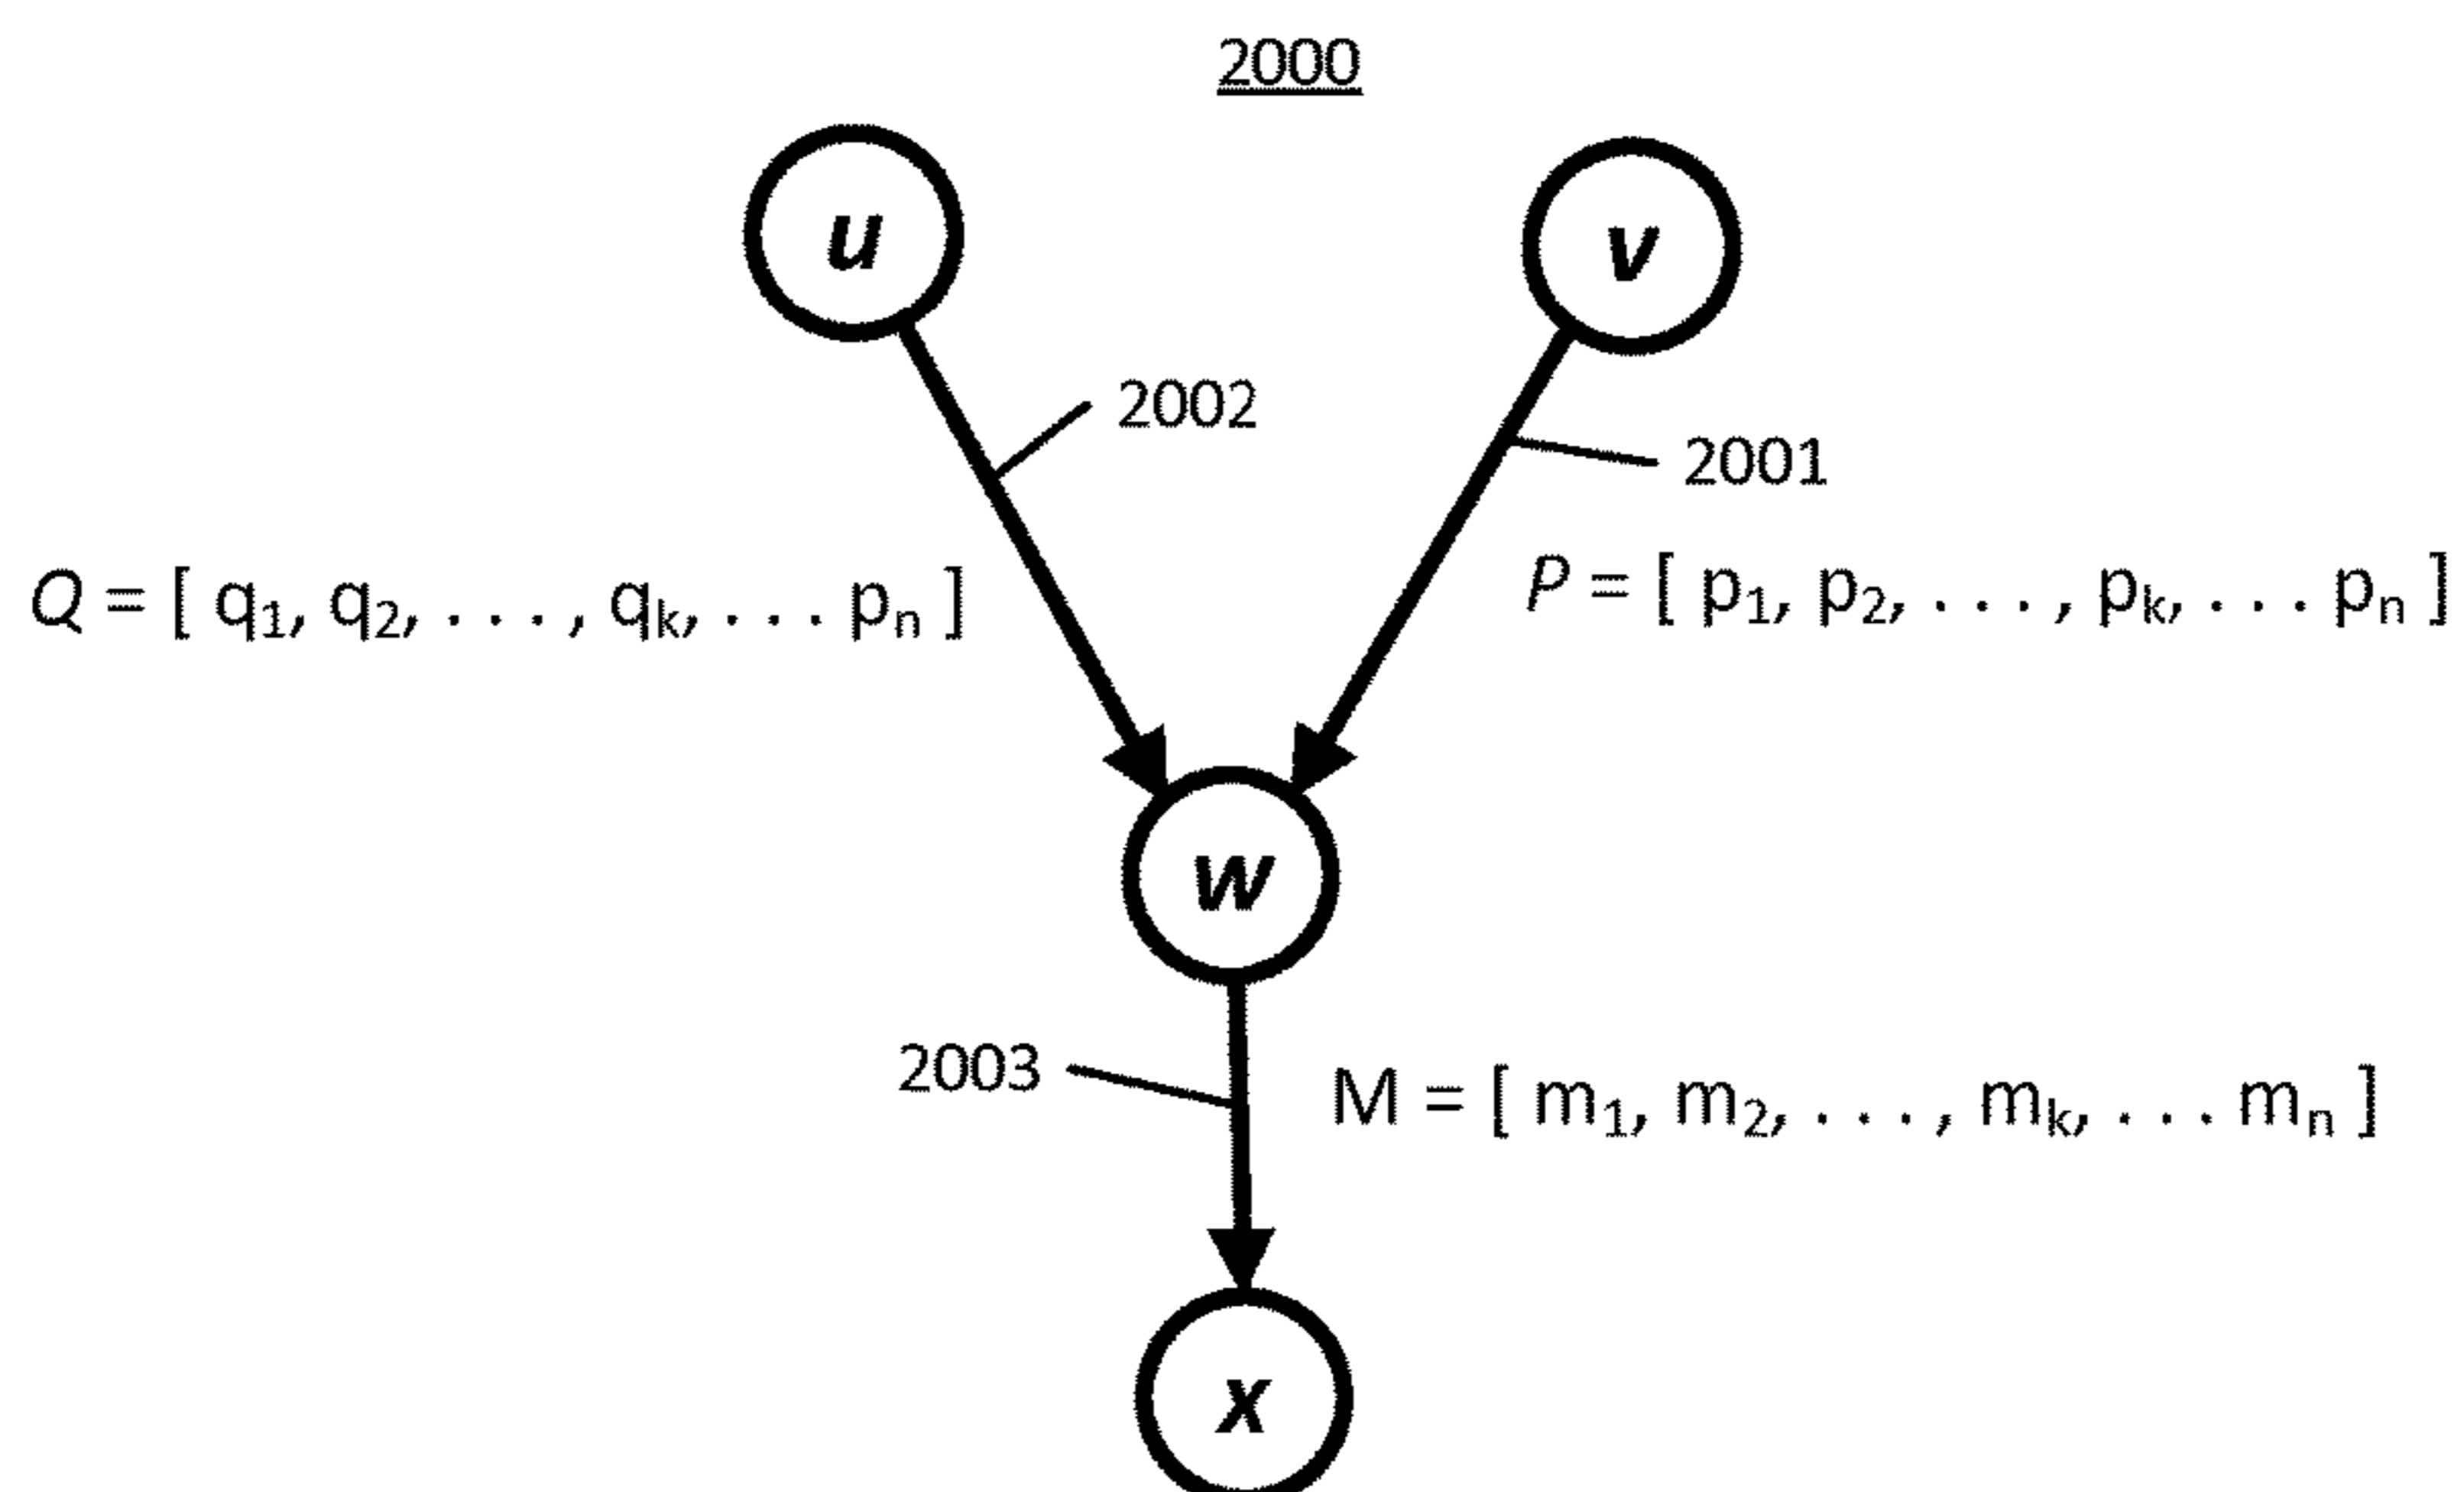 2000
u
v
2002
2001
Q = [ q₁, q₂, . . . , qₖ, . . . pₙ ]
P = [ p₁, p₂, . . . , pₖ, . . . pₙ ]
w
2003
M = [ m₁, m₂, . . . , mₖ, . . . mₙ ]
x